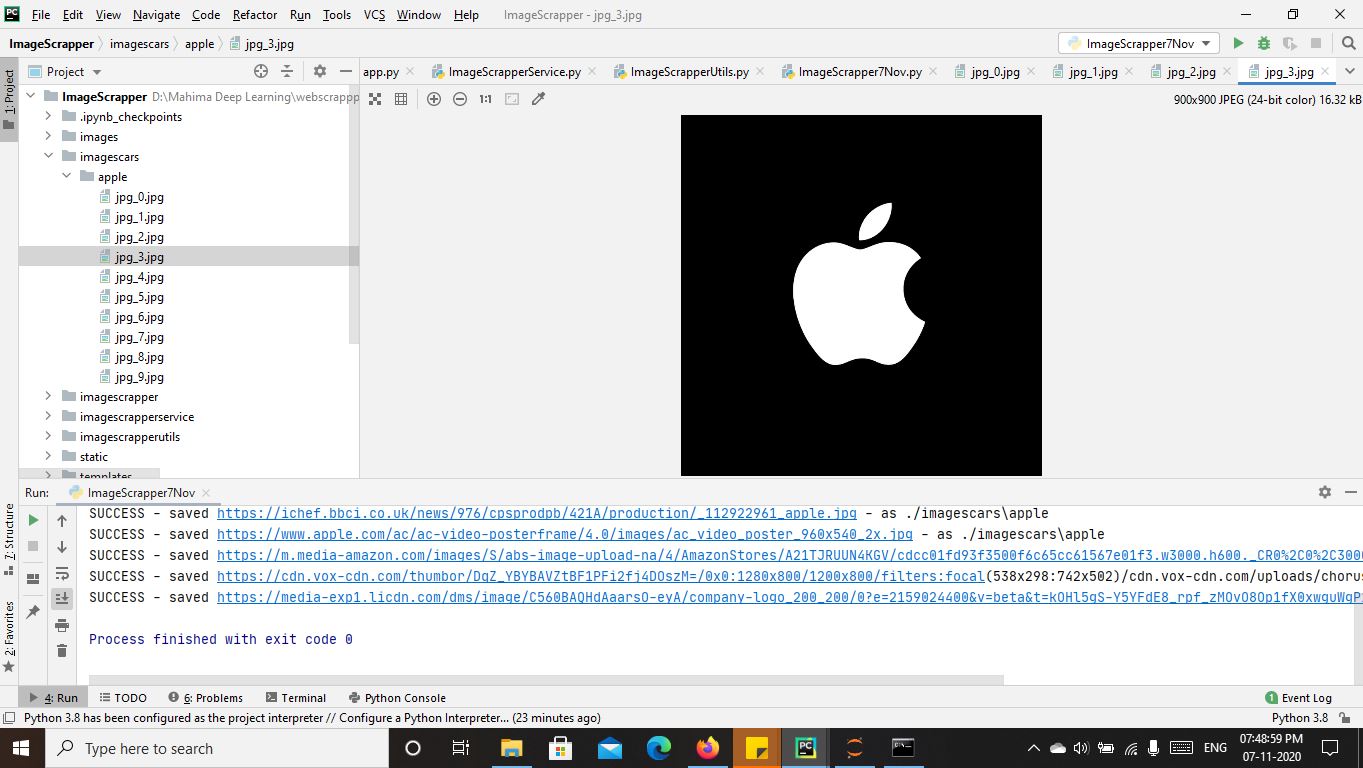 File Edit View Navigate Code Refactor Run Tools VCS Window Help ImageScrapper - jpg_3.jpg
ImageScrapper imagescars apple jpg_3.jpg ImageScrapper7Nov
1: Project
Project
app.py ImageScrapperService.py ImageScrapperUtils.py ImageScrapper7Nov.py jpg_0.jpg jpg_1.jpg jpg_2.jpg jpg_3.jpg
ImageScrapper D:\Mahima Deep Learning\webscrappp
1:1 900x900 JPEG (24-bit color) 16.32 kB
.ipynb_checkpoints
images
imagescars
apple
jpg_0.jpg
jpg_1.jpg
jpg_2.jpg
jpg_3.jpg
jpg_4.jpg
jpg_5.jpg
jpg_6.jpg
jpg_7.jpg
jpg_8.jpg
jpg_9.jpg
imagescrapper
imagescrapperservice
imagescrapperutils
static
templates
Run: ImageScrapper7Nov
SUCCESS - saved https://ichef.bbci.co.uk/news/976/cpsprodpb/421A/production/_112922961_apple.jpg - as ./imagescars\apple
SUCCESS - saved https://www.apple.com/ac/ac-video-posterframe/4.0/images/ac_video_poster_960x540_2x.jpg - as ./imagescars\apple
SUCCESS - saved https://m.media-amazon.com/images/S/abs-image-upload-na/4/AmazonStores/A21TJRUUN4KGV/cdcc01fd93f3500f6c65cc61567e01f3.w3000.h600._CR0%2C0%2C3000
SUCCESS - saved https://cdn.vox-cdn.com/thumbor/DqZ_YBYBAVZtBF1PFi2fj4DOszM=/0x0:1280x800/1200x800/filters:focal(538x298:742x502)/cdn.vox-cdn.com/uploads/chorus
SUCCESS - saved https://media-exp1.licdn.com/dms/image/C560BAQHdAaarsO-eyA/company-logo_200_200/0?e=2159024400&v=beta&t=kOHl5gS-Y5YFdE8_rpf_zMOvO8Op1fX0xwguWgP
Process finished with exit code 0
7: Structure
2: Favorites
4: Run TODO 6: Problems Terminal Python Console 1 Event Log
Python 3.8 has been configured as the project interpreter // Configure a Python Interpreter... (23 minutes ago) Python 3.8
Type here to search ENG 07:48:59 PM
07-11-2020